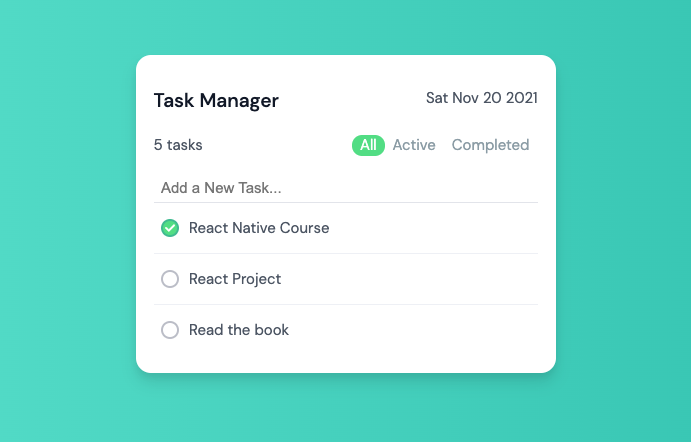 Task Manager Sat Nov 20 2021
5 tasks All Active Completed
Add a New Task...
React Native Course
React Project
Read the book